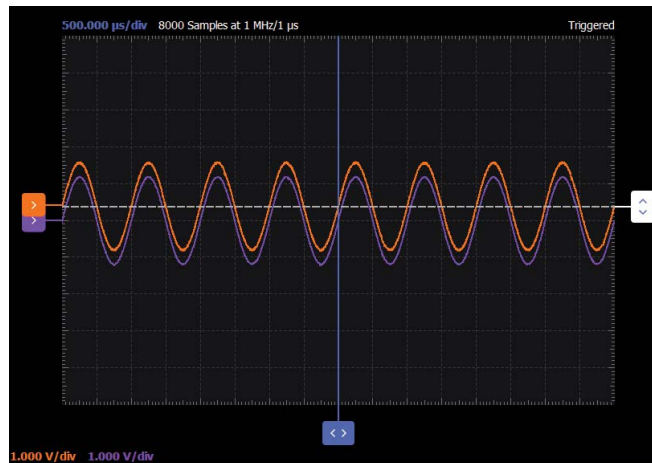 500.000 µs/div 8000 Samples at 1 MHz/1 µs Triggered
1.000 V/div 1.000 V/div